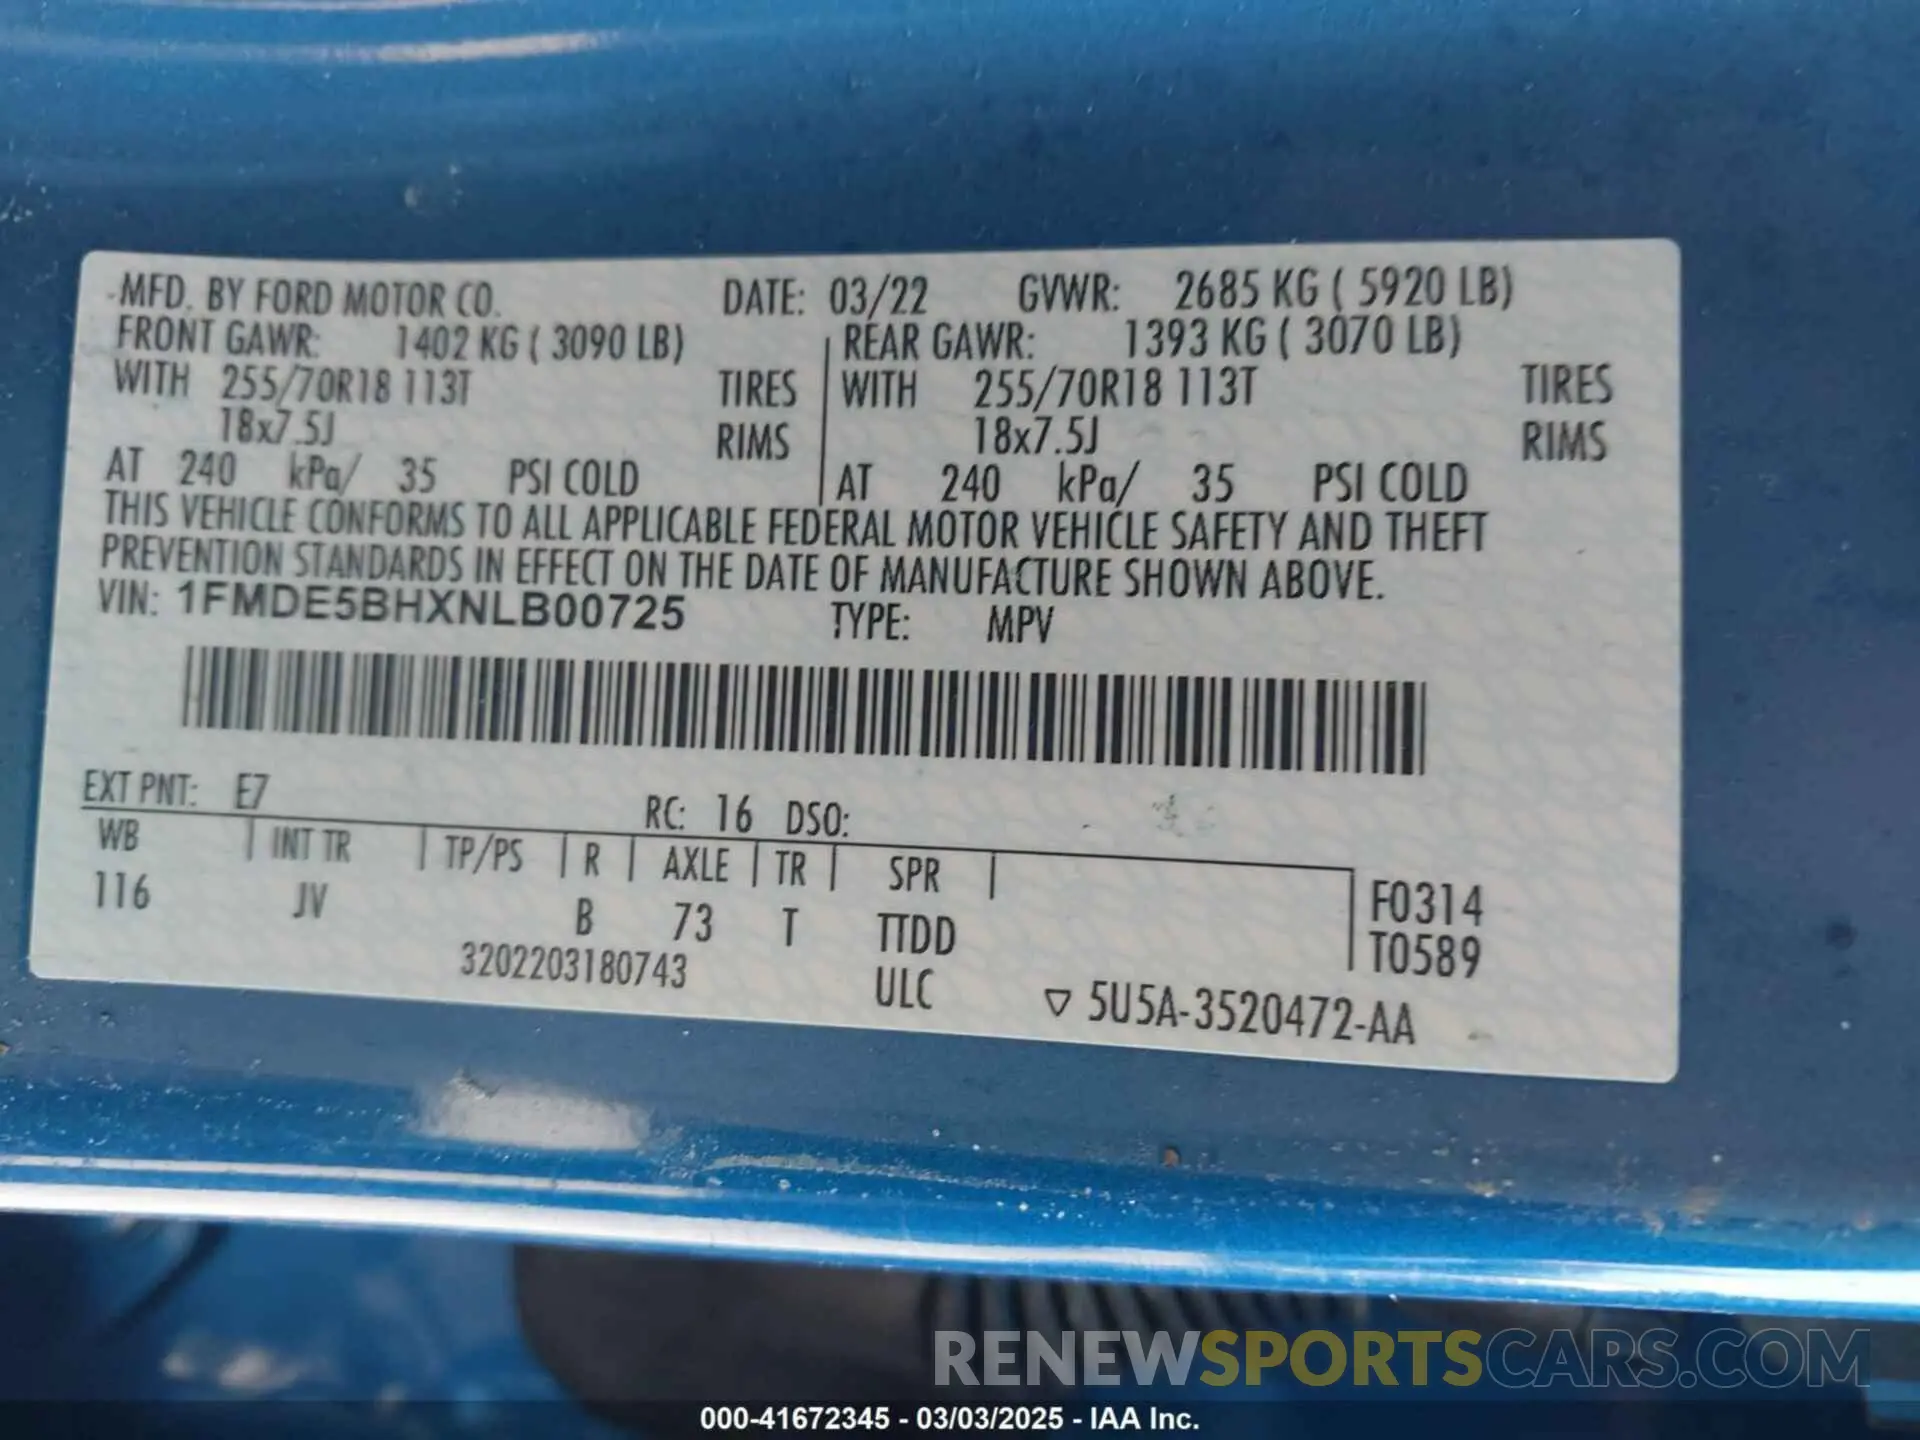 MFD. BY FORD MOTOR CO. DATE: 03/22 GVWR: 2685 KG ( 5920 LB)
FRONT GAWR: 1402 KG ( 3090 LB) REAR GAWR: 1393 KG ( 3070 LB)
WITH 255/70R18 113T TIRES WITH 255/70R18 113T TIRES
18x7.5J RIMS 18x7.5J RIMS
AT 240 kPa/ 35 PSI COLD AT 240 kPa/ 35 PSI COLD
THIS VEHICLE CONFORMS TO ALL APPLICABLE FEDERAL MOTOR VEHICLE SAFETY AND THEFT
PREVENTION STANDARDS IN EFFECT ON THE DATE OF MANUFACTURE SHOWN ABOVE.
VIN: 1FMDE5BHXNLB00725 TYPE: MPV
EXT PNT: E7 RC: 16 DSO:
WB | INT TR | TP/PS | R | AXLE | TR | SPR | F0314
116 JV B 73 T TTDD T0589
3202203180743 ULC ▽ 5U5A-3520472-AA
RENEWSPORTSCARS.COM
000-41672345 - 03/03/2025 - IAA Inc.